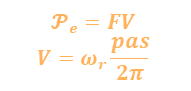 𝒫ₑ = FV
V = ωᵣ pas/2π